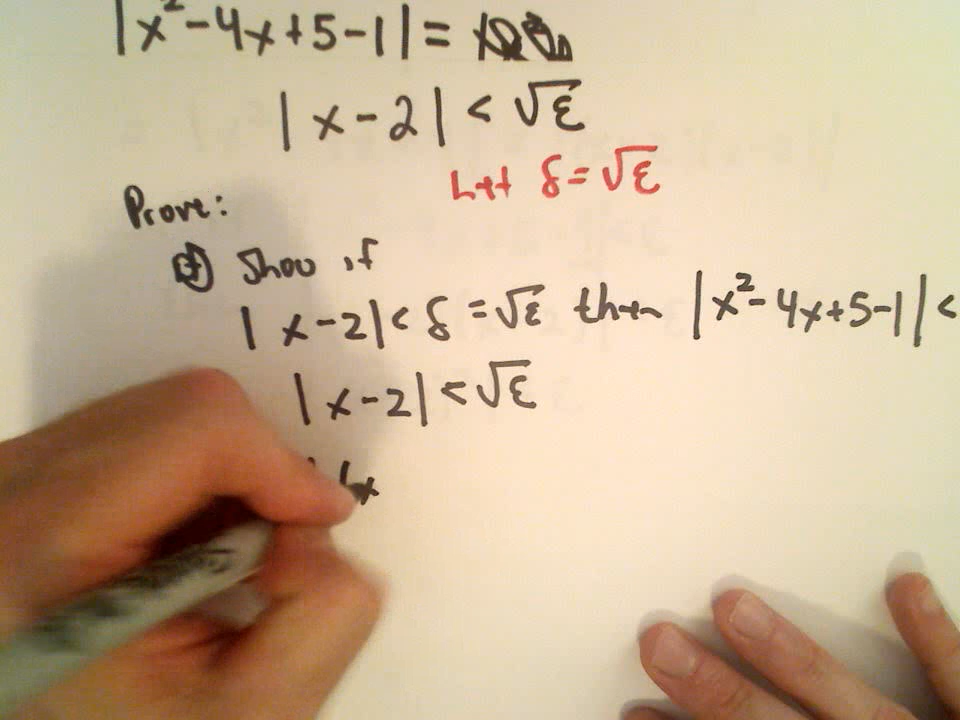 |x²-4x+5-1| =
|x-2| < √ε
Let δ=√ε
Prove:
Show if
|x-2| < δ =√ε then |x²-4x+5-1| <
|x-2| < √ε